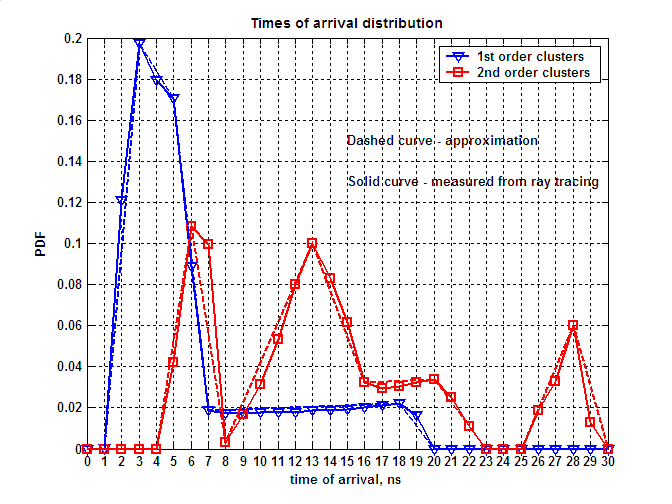 Times of arrival distribution
1st order clusters
2nd order clusters
Dashed curve - approximation
Solid curve - measured from ray tracing
PDF
0.2
0.18
0.16
0.14
0.12
0.1
0.08
0.06
0.04
0.02
0
0 1 2 3 4 5 6 7 8 9 10 11 12 13 14 15 16 17 18 19 20 21 22 23 24 25 26 27 28 29 30
time of arrival, ns